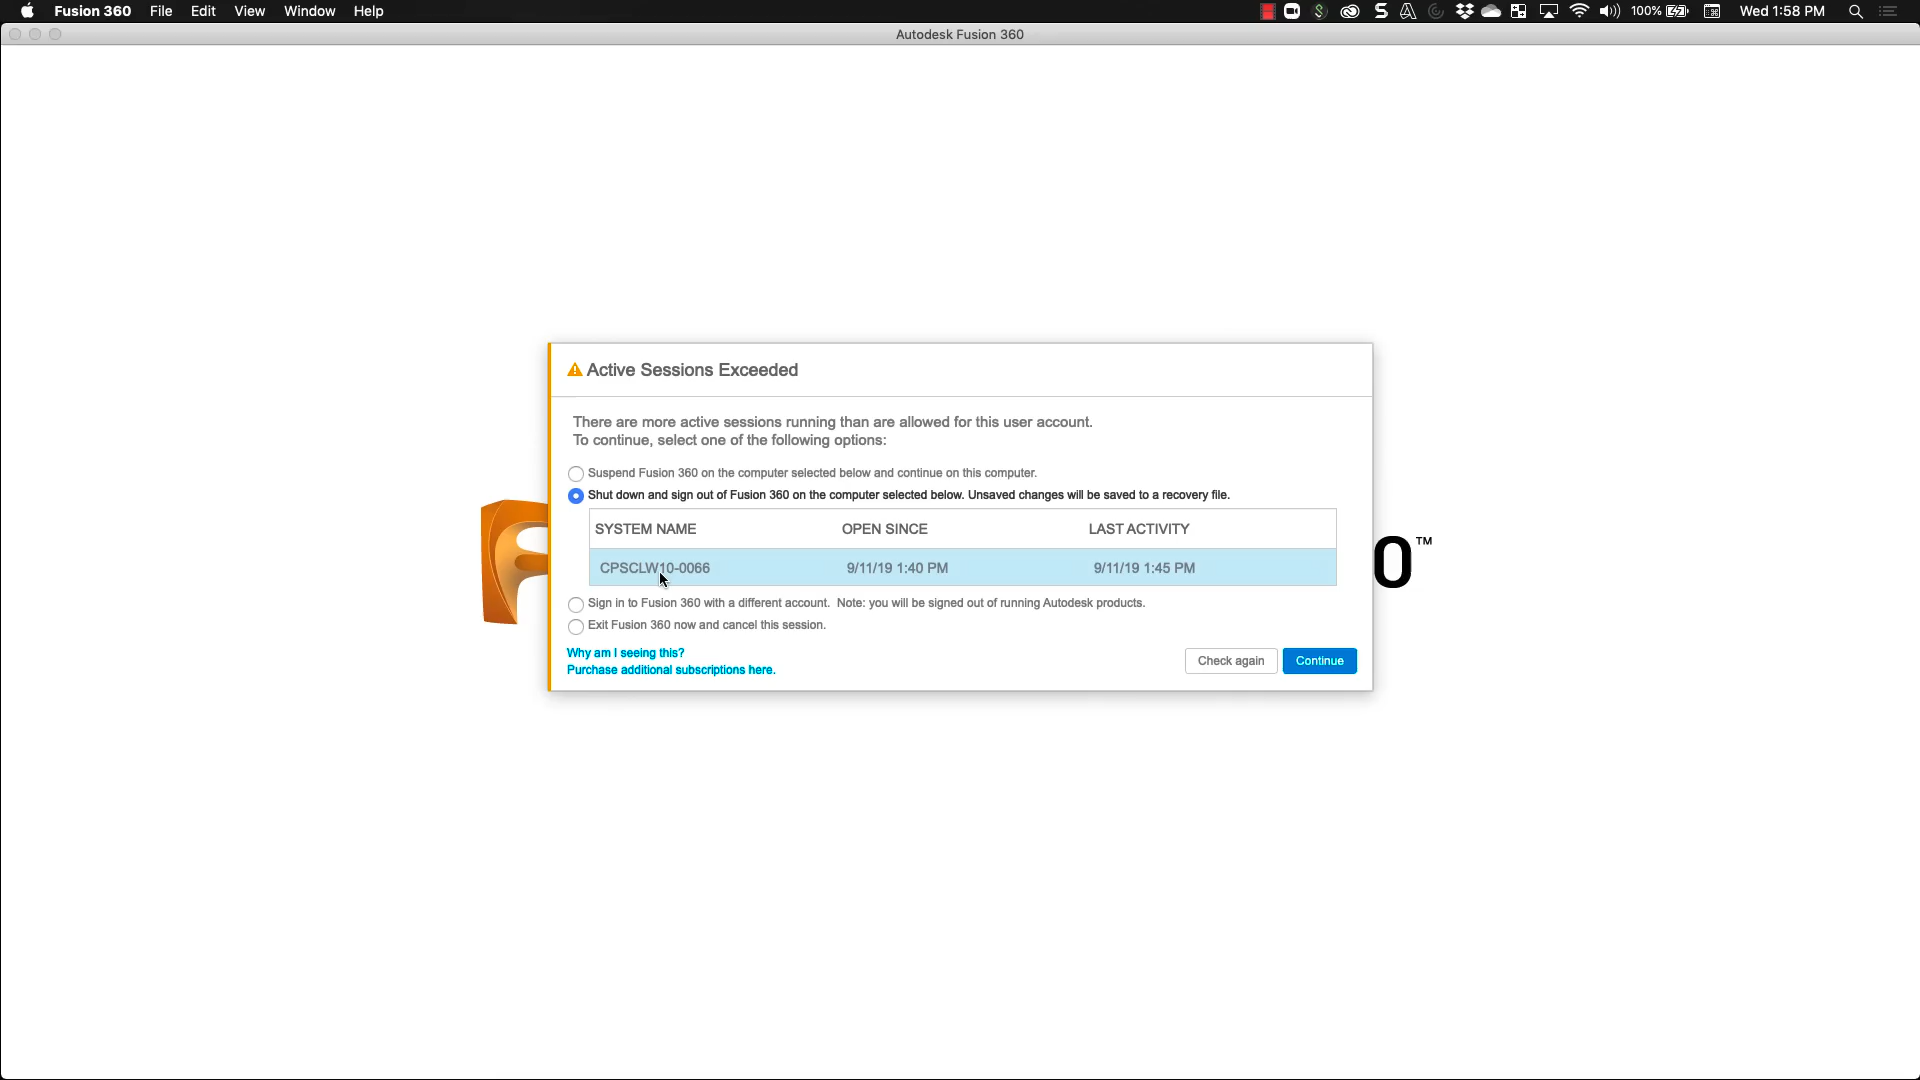 Fusion 360 File Edit View Window Help 100% Wed 1:58 PM
Autodesk Fusion 360
Active Sessions Exceeded
There are more active sessions running than are allowed for this user account.
To continue, select one of the following options:
Suspend Fusion 360 on the computer selected below and continue on this computer.
Shut down and sign out of Fusion 360 on the computer selected below. Unsaved changes will be saved to a recovery file.
SYSTEM NAME OPEN SINCE LAST ACTIVITY
CPSCLW10-0066 9/11/19 1:40 PM 9/11/19 1:45 PM
0™
Sign in to Fusion 360 with a different account. Note: you will be signed out of running Autodesk products.
Exit Fusion 360 now and cancel this session.
Why am I seeing this?
Purchase additional subscriptions here.
Check again Continue